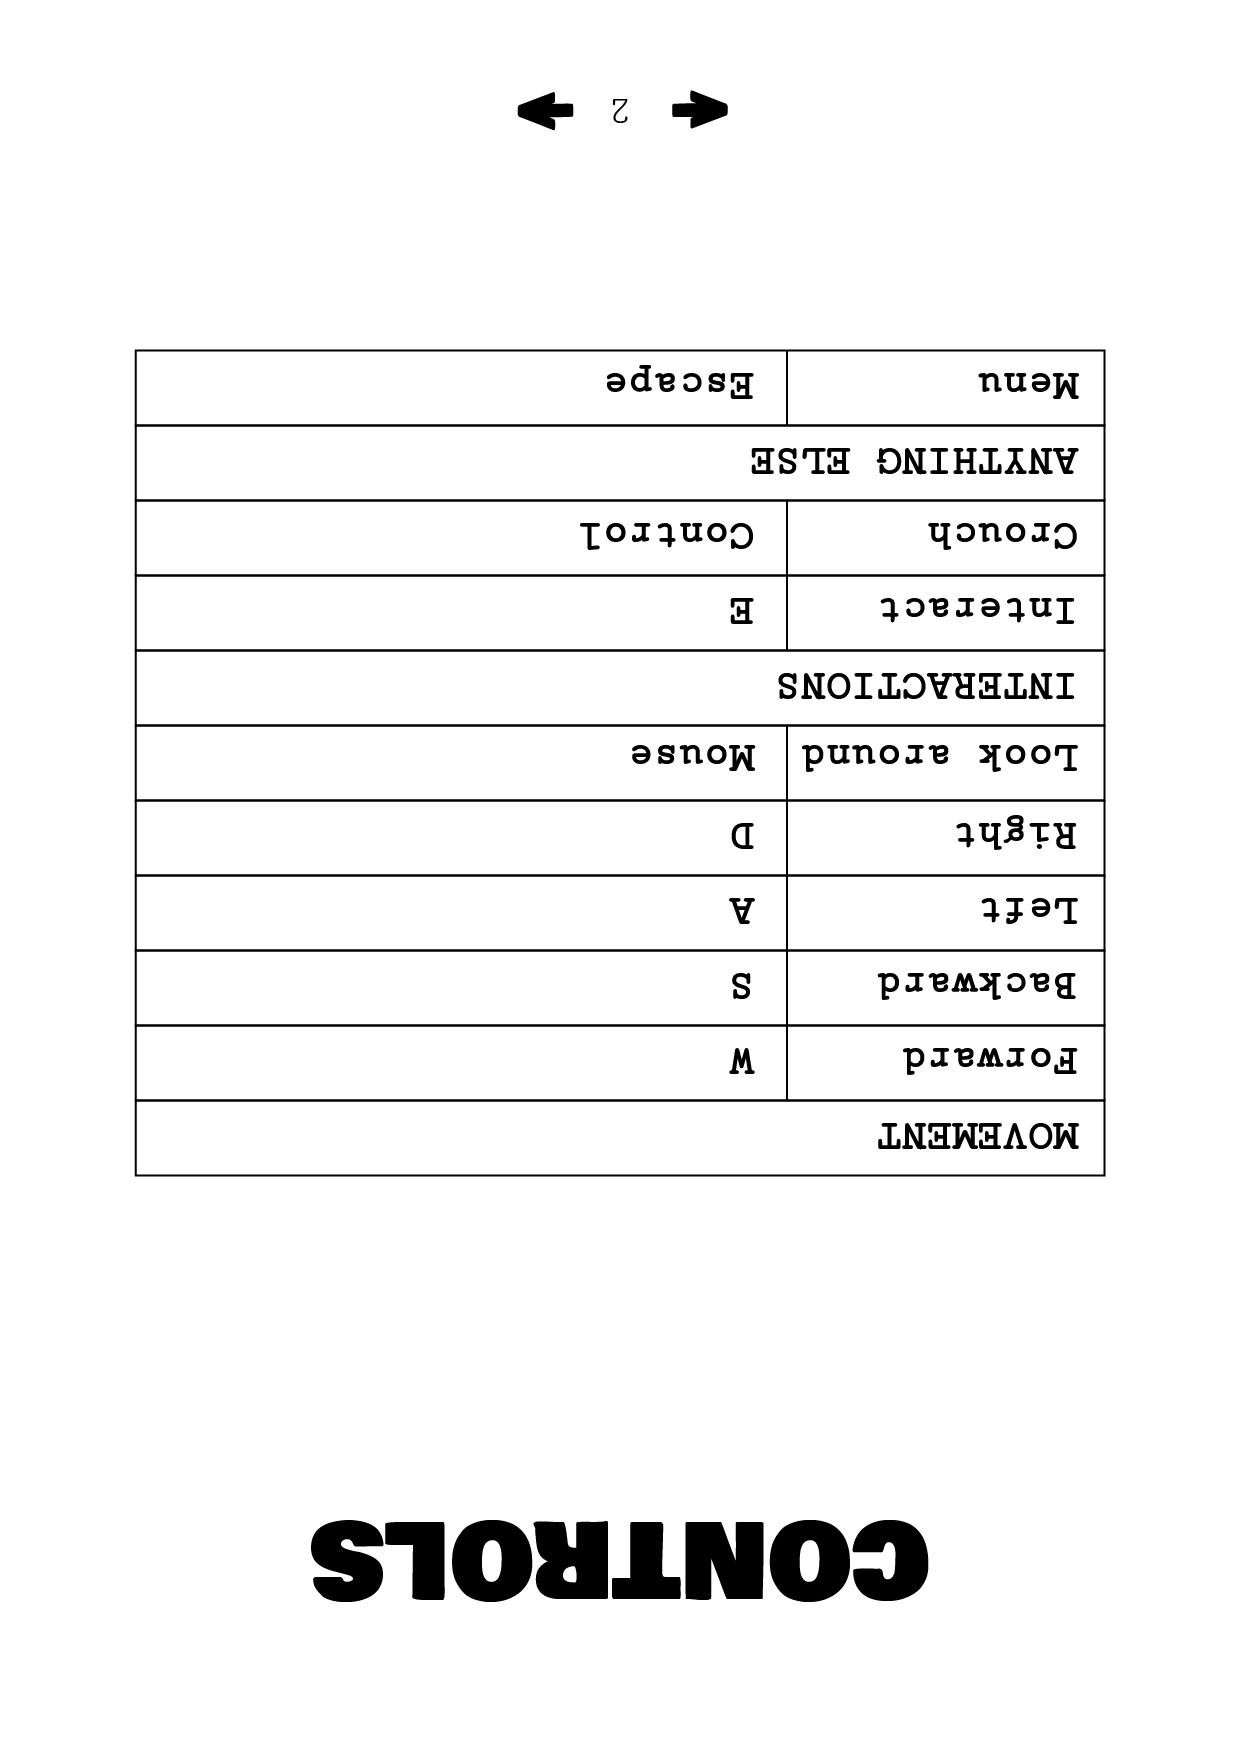 CONTROLS
MOVEMENT
Forward W
Backward S
Left A
Right D
Look around Mouse
INTERACTIONS
Interact E
Crouch Control
ANYTHING ELSE
Menu Escape
2